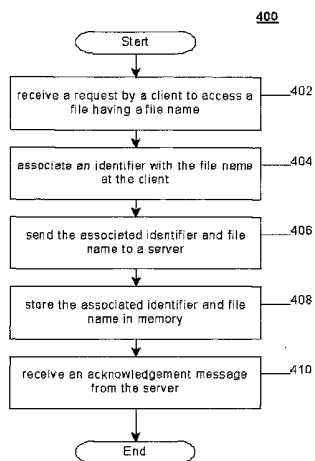 400
Start
receive a request by a client to access a
file having a file name
402
associate an identifier with the file name
at the client
404
send the associated identifier and file
name to a server
406
store the associated identifier and file
name in memory
408
receive an acknowledgement message
from the server
410
End